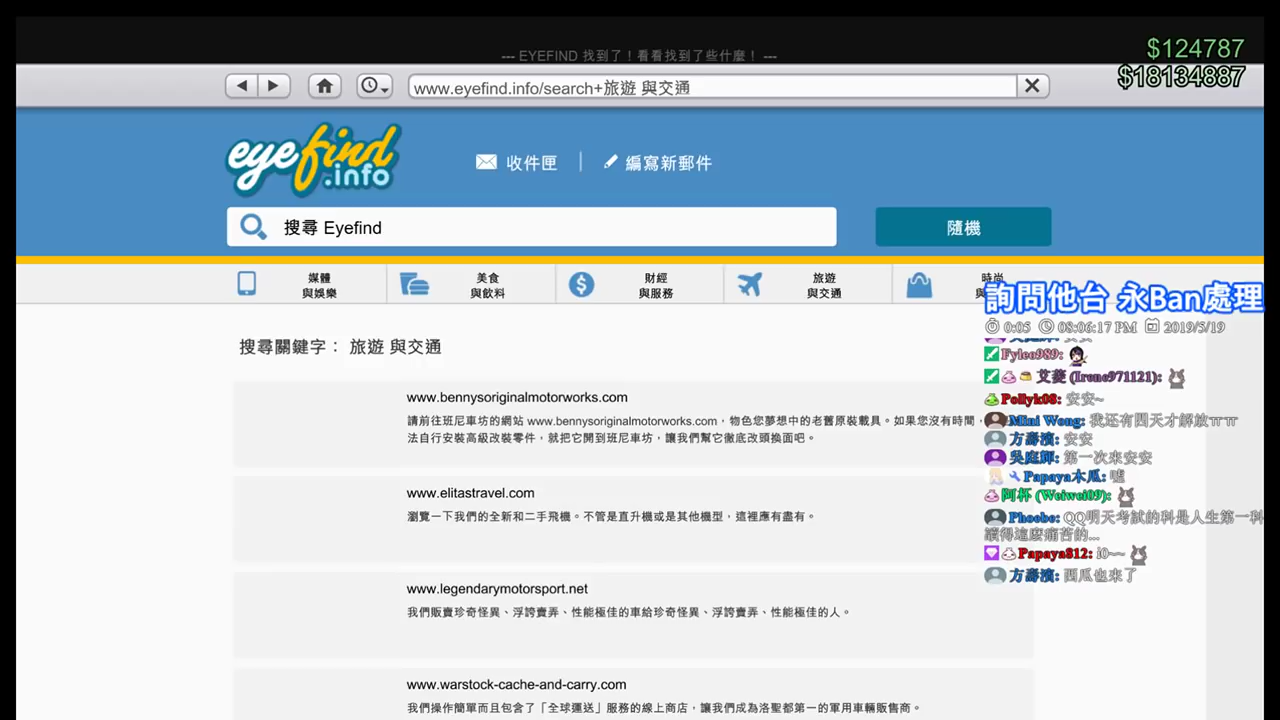 --- EYEFIND 找到了！看看找到了些什麼！ ---
$124787
$18134887
www.eyefind.info/search+旅遊 與交通
eyefind
.info
收件匣
編寫新郵件
搜尋 Eyefind
隨機
媒體
與娛樂
美食
與飲料
財經
與服務
旅遊
與交通
時尚
詢問他台 永Ban處理
0:05 08:06:17 PM 2019/5/19
搜尋關鍵字： 旅遊 與交通
Fyleo989:
艾菱 (Irene971121):
Pollyk08: 安安~
Mini Wong: 我还有四天才解放ㅠㅠ
方壽濱: 安安
吳庭輝: 第一次來安安
Papaya木瓜: 噓
阿杯 (Weiwei09):
Phoebe: QQ明天考試的科是人生第一科
讀得這麼痛苦的...
Papaya812: i0~~
方壽濱: 西瓜也來了
www.bennysoriginalmotorworks.com
請前往班尼車坊的網站 www.bennysoriginalmotorworks.com，物色您夢想中的老舊原裝載具。如果您沒有時間，
法自行安裝高級改裝零件，就把它開到班尼車坊，讓我們幫它徹底改頭換面吧。
www.elitastravel.com
瀏覽一下我們的全新和二手飛機。不管是直升機或是其他機型，這裡應有盡有。
www.legendarymotorsport.net
我們販賣珍奇怪異、浮誇賣弄、性能極佳的車給珍奇怪異、浮誇賣弄、性能極佳的人。
www.warstock-cache-and-carry.com
我們操作簡單而且包含了「全球運送」服務的線上商店，讓我們成為洛聖都第一的軍用車輛販售商。